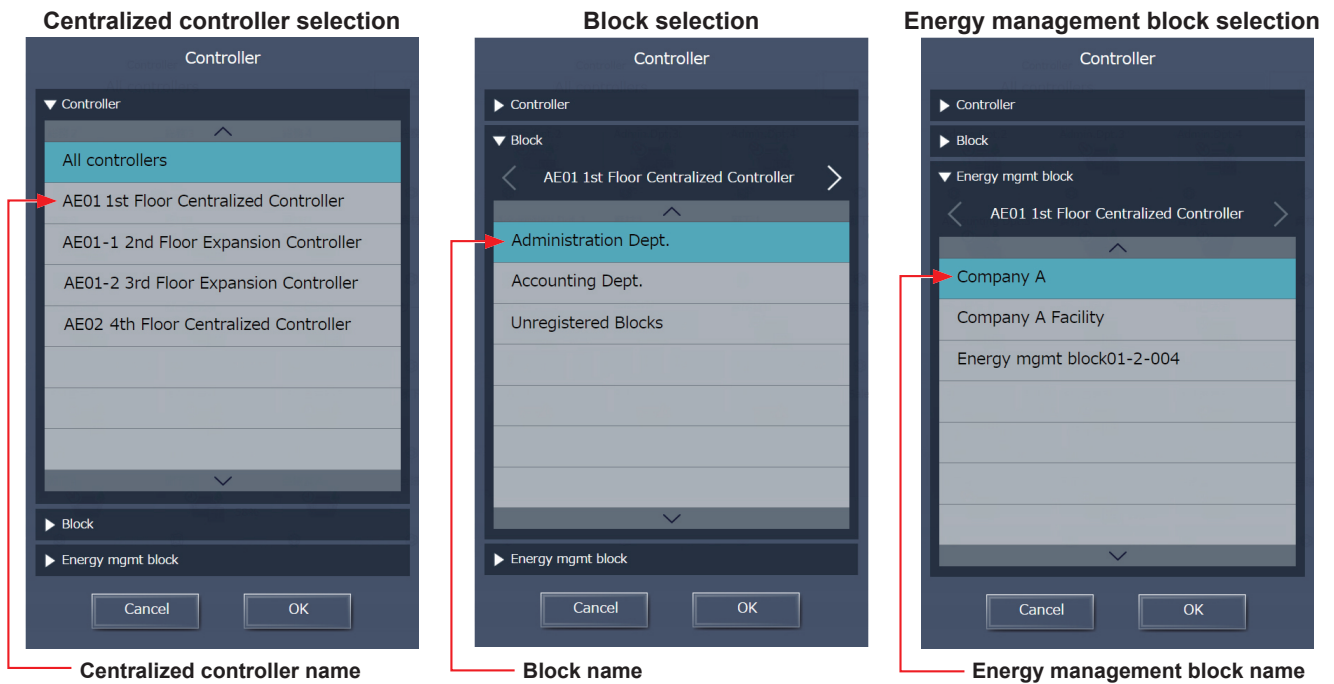 Centralized controller selection
Controller
Controller
All controllers
AE01 1st Floor Centralized Controller
AE01-1 2nd Floor Expansion Controller
AE01-2 3rd Floor Expansion Controller
AE02 4th Floor Centralized Controller
Block
Energy mgmt block
Cancel OK
Centralized controller name
Block selection
Controller
Controller
Block
AE01 1st Floor Centralized Controller
Administration Dept.
Accounting Dept.
Unregistered Blocks
Energy mgmt block
Cancel OK
Block name
Energy management block selection
Controller
Controller
Block
Energy mgmt block
AE01 1st Floor Centralized Controller
Company A
Company A Facility
Energy mgmt block01-2-004
Cancel OK
Energy management block name